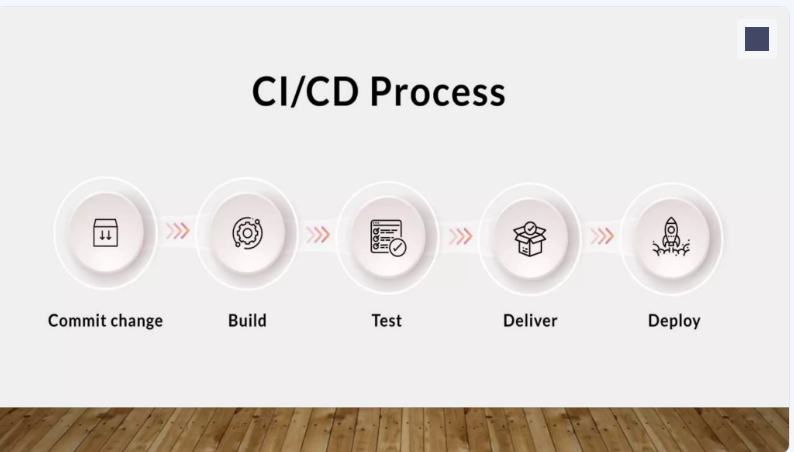 CI/CD Process
Commit change
Build
Test
Deliver
Deploy